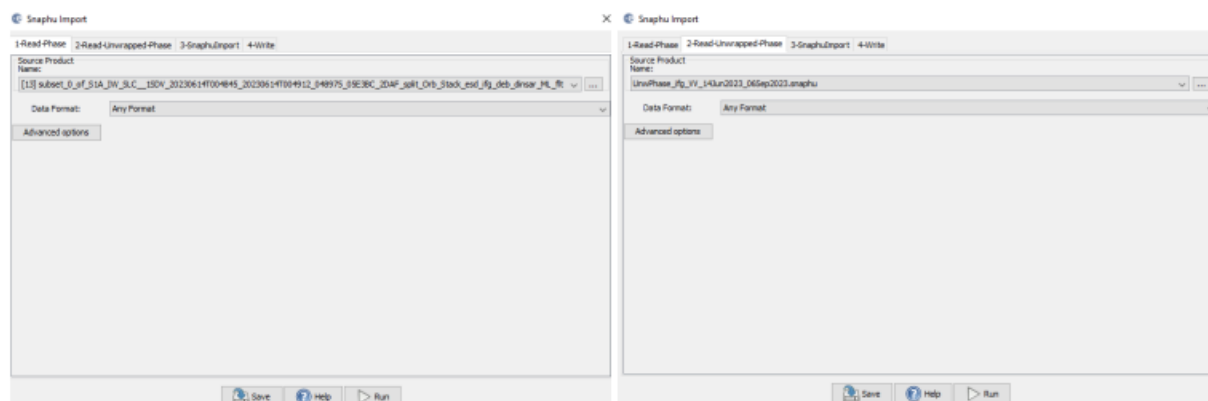 Snaphu Import
1-Read-Phase 2-Read-Unwrapped-Phase 3-SnaphuImport 4-Write
Source Product
Name:
[13] subset_0_of_S1A_IW_SLC__1SDV_20230614T004845_20230614T004912_048975_05E3BC_2DAF_split_Orb_Stack_esd_ifg_deb_dinsar_ML_flt
...
Data Format: Any Format
Advanced options
Save Help Run
Snaphu Import
1-Read-Phase 2-Read-Unwrapped-Phase 3-SnaphuImport 4-Write
Source Product
Name:
UnwPhase_ifg_VV_14Jun2023_06Sep2023.snaphu
...
Data Format: Any Format
Advanced options
Save Help Run